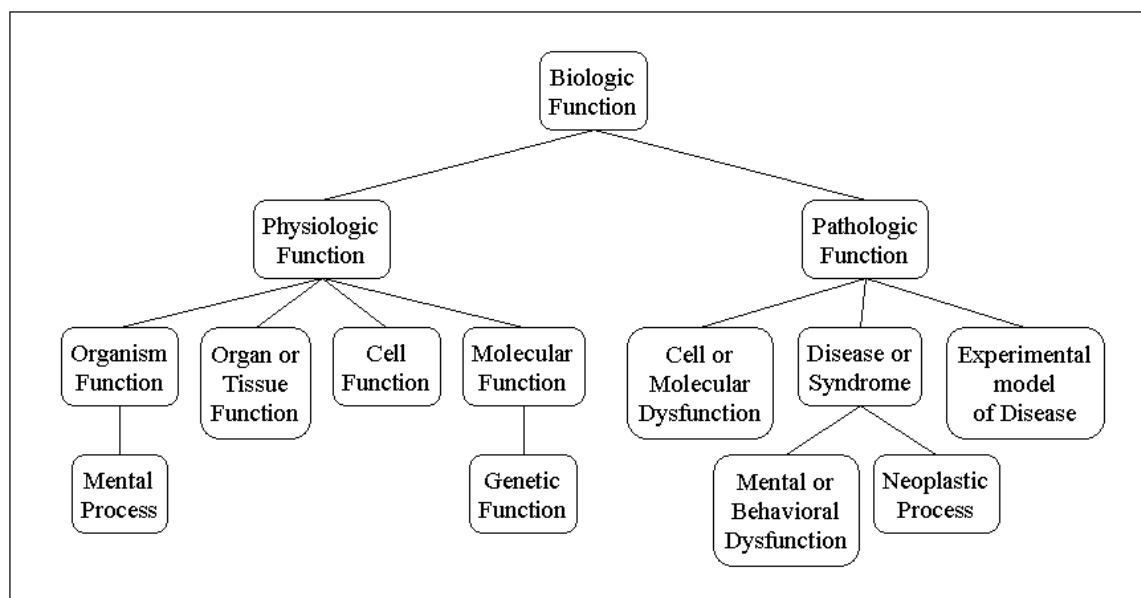 Biologic
Function
Physiologic
Function
Pathologic
Function
Organism
Function
Organ or
Tissue
Function
Cell
Function
Molecular
Function
Cell or
Molecular
Dysfunction
Disease or
Syndrome
Experimental
model
of Disease
Mental
Process
Genetic
Function
Mental or
Behavioral
Dysfunction
Neoplastic
Process